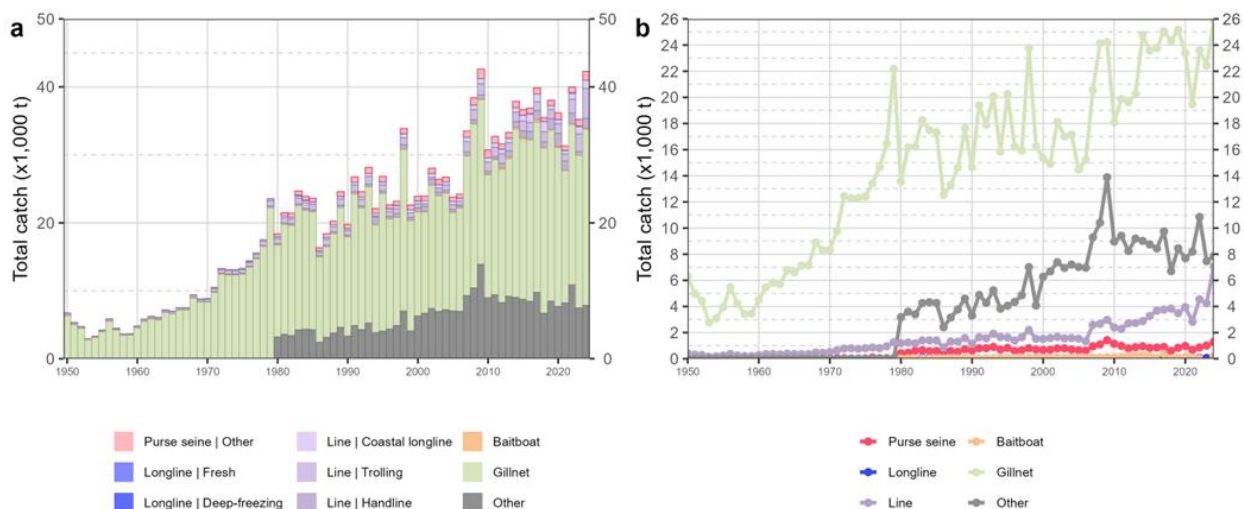 a
Total catch (x1,000 t)
50
40
20
0
50
40
20
0
1950 1960 1970 1980 1990 2000 2010 2020
Purse seine | Other
Line | Coastal longline
Baitboat
Longline | Fresh
Line | Trolling
Gillnet
Longline | Deep-freezing
Line | Handline
Other
b
Total catch (x1,000 t)
26
24
22
20
18
16
14
12
10
8
6
4
2
0
26
24
22
20
18
16
14
12
10
8
6
4
2
0
1950 1960 1970 1980 1990 2000 2010 2020
Purse seine
Baitboat
Longline
Gillnet
Line
Other